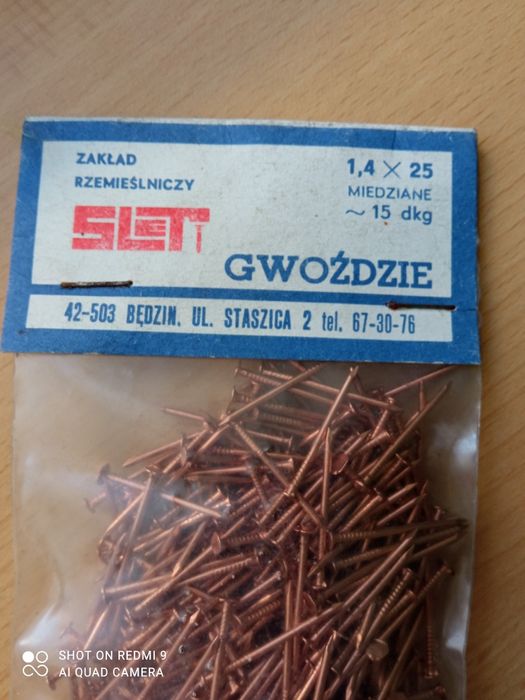 ZAKŁAD
RZEMIEŚLNICZY
SLETT
1,4 × 25
MIEDZIANE
~ 15 dkg
GWOŹDZIE
42-503 BĘDZIN. UL. STASZICA 2 tel. 67-30-76
SHOT ON REDMI 9
AI QUAD CAMERA